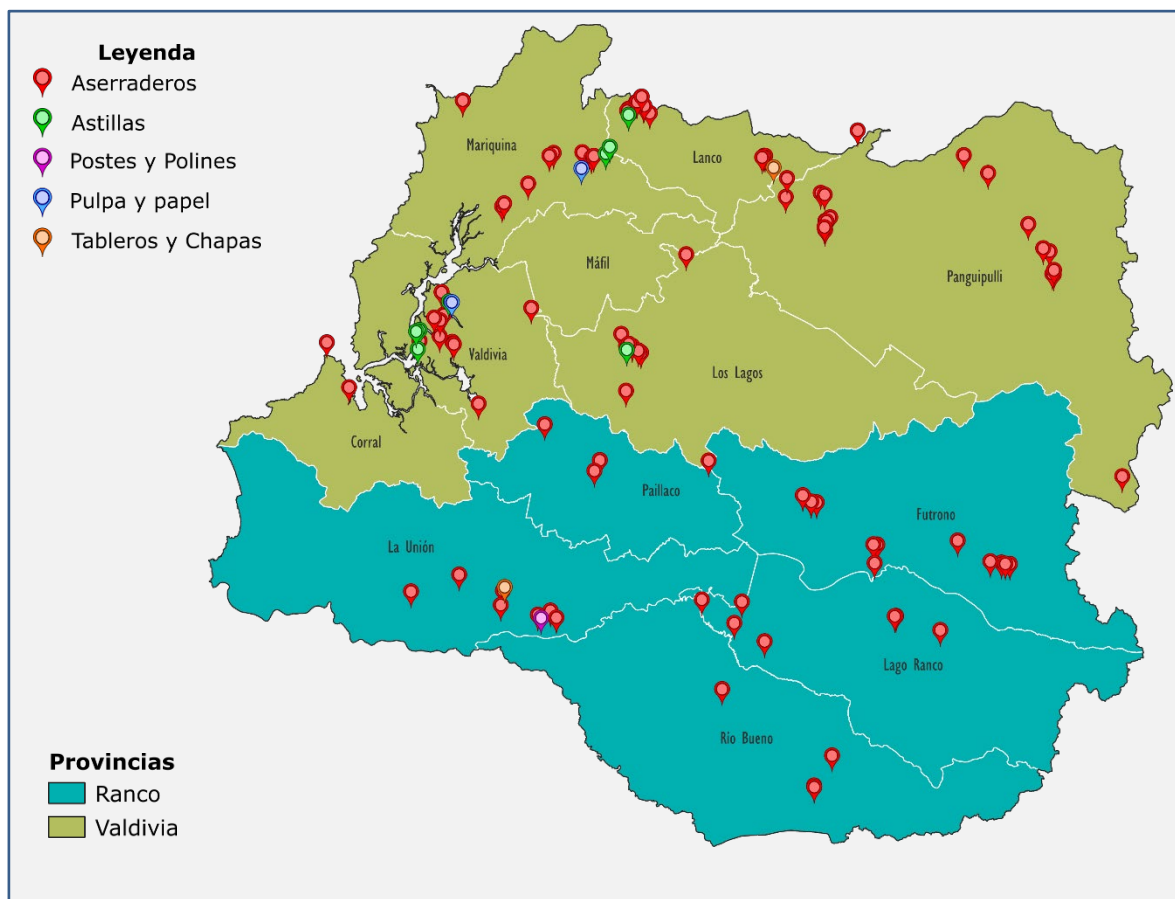 Leyenda
Aserraderos
Astillas
Postes y Polines
Pulpa y papel
Tableros y Chapas
Mariquina
Lanco
Máfil
Panguipulli
Valdivia
Los Lagos
Corral
Paillaco
Futrono
La Unión
Lago Ranco
Río Bueno
Provincias
Ranco
Valdivia